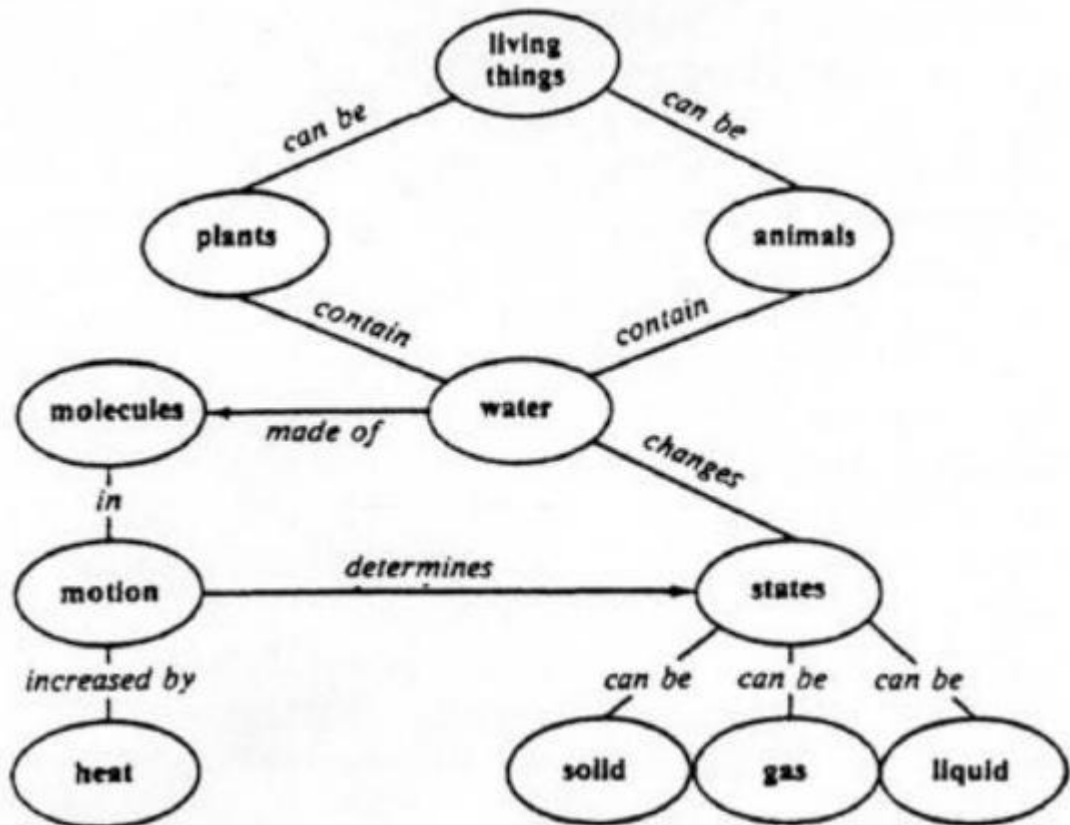 living
things
can be
can be
plants
animals
contain
contain
molecules
water
made of
changes
in
determines
motion
states
increased by
can be
can be
can be
heat
solid
gas
liquid